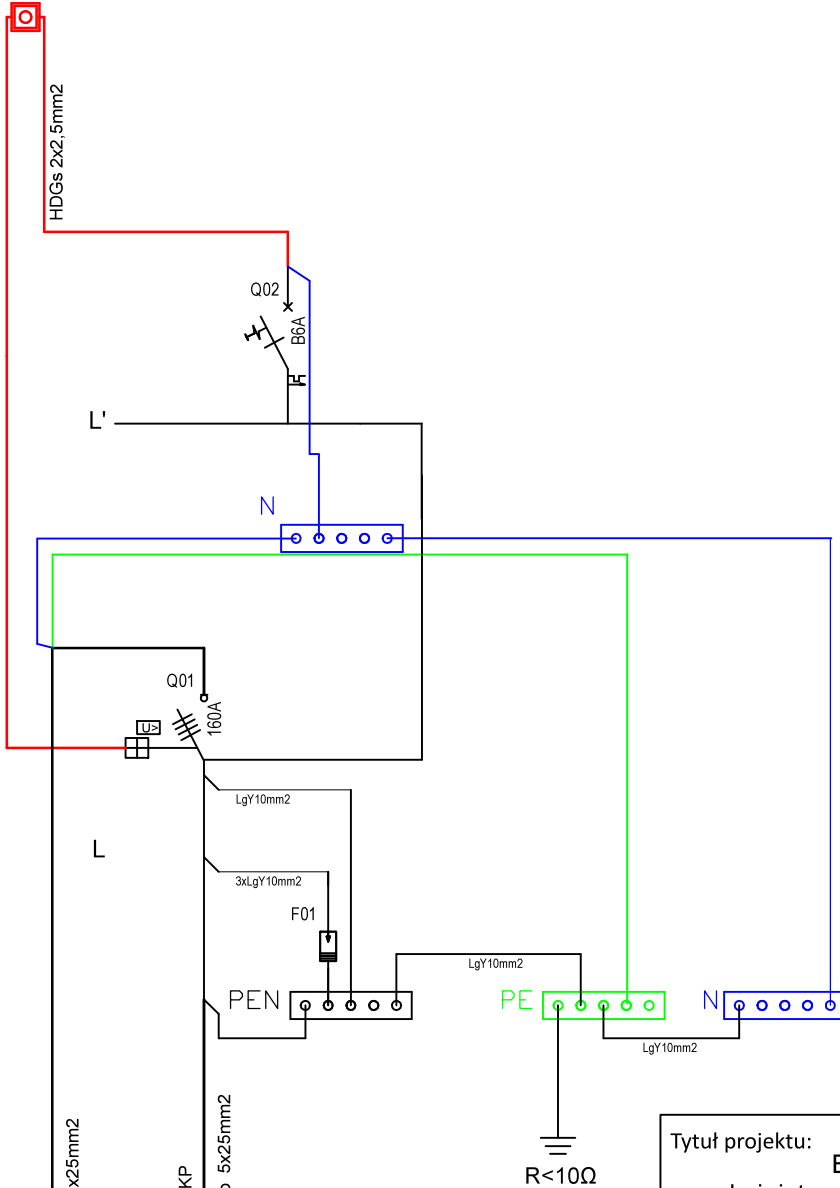 HDGs 2x2,5mm2
Q02
B6A
L'
N
Q01
160A
U>
LgY10mm2
L
3xLgY10mm2
F01
LgY10mm2
PEN
PE
N
LgY10mm2
x25mm2
KP
5x25mm2
R<10Ω
Tytuł projektu: